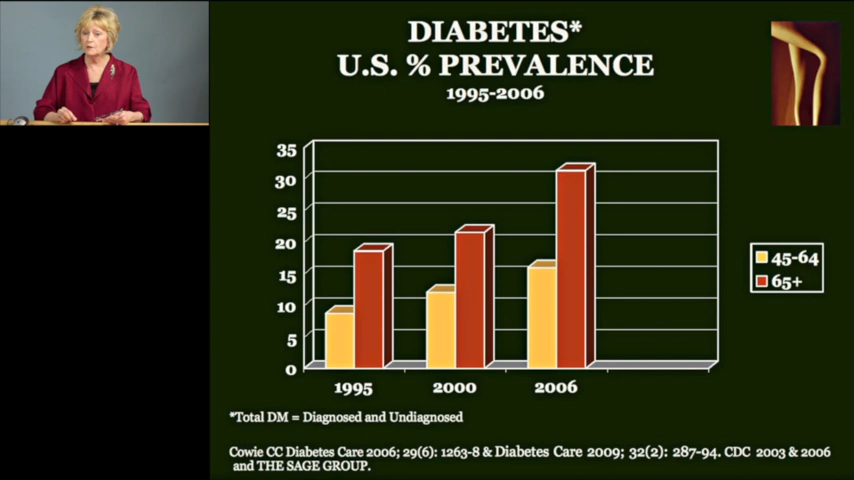 DIABETES*
U.S. % PREVALENCE
1995-2006
35
30
25
20
15
10
5
0
1995
2000
2006
45-64
65+
*Total DM = Diagnosed and Undiagnosed
Cowie CC Diabetes Care 2006; 29(6): 1263-8 & Diabetes Care 2009; 32(2): 287-94. CDC 2003 & 2006
and THE SAGE GROUP.